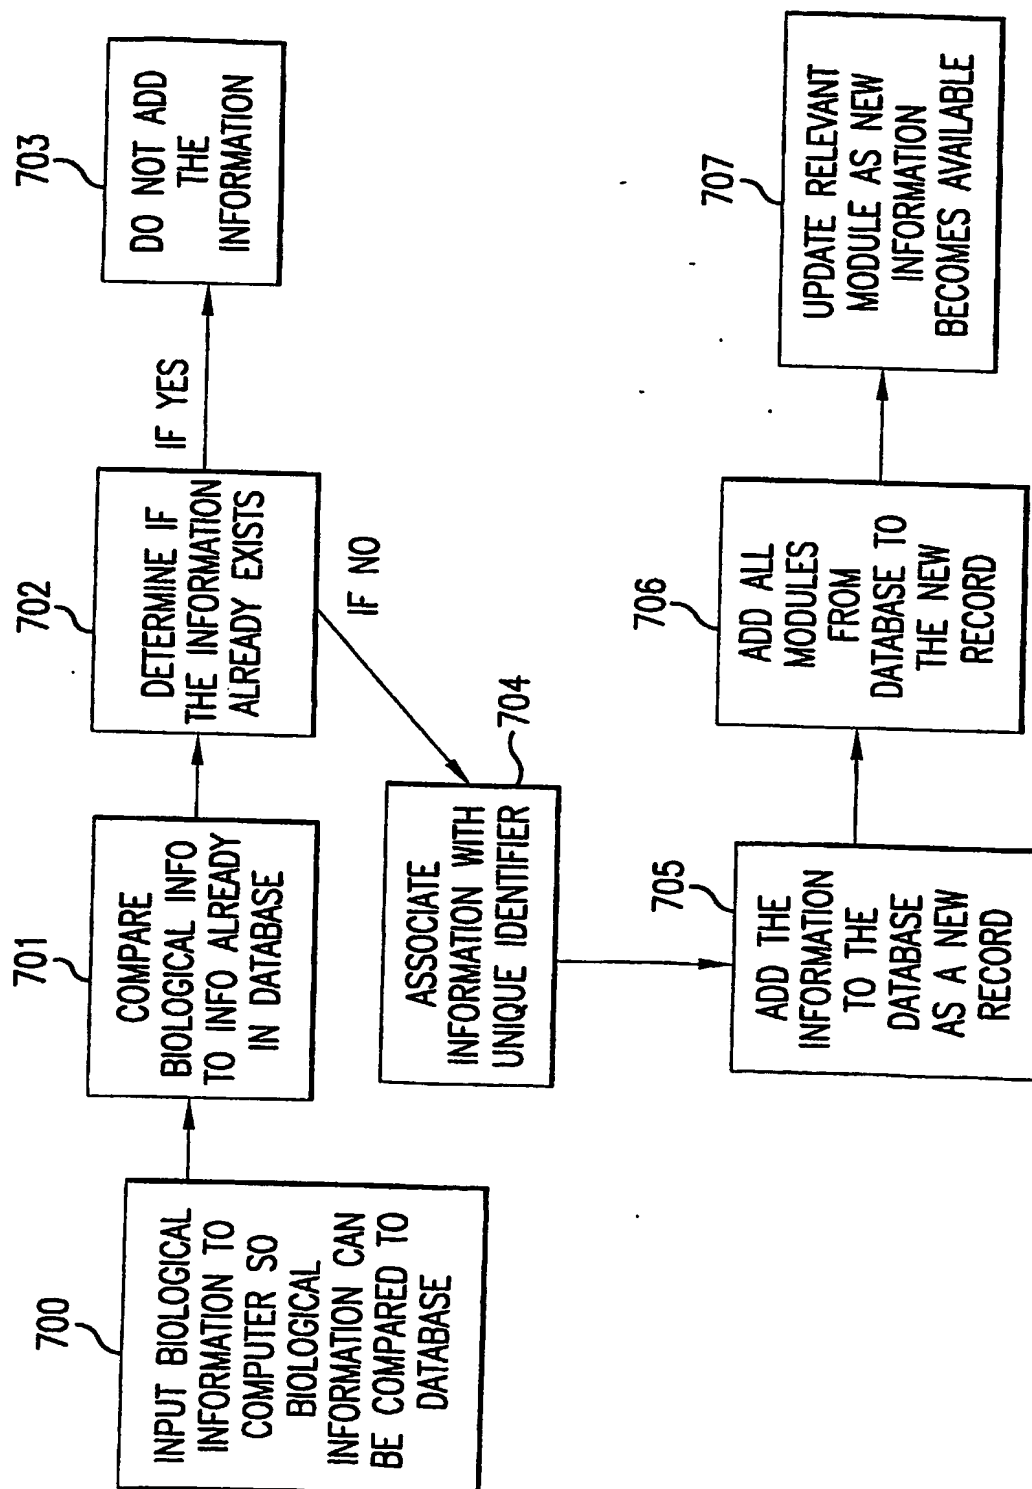 700
INPUT BIOLOGICAL
INFORMATION TO
COMPUTER SO
BIOLOGICAL
INFORMATION CAN
BE COMPARED TO
DATABASE
701
COMPARE
BIOLOGICAL INFO
TO INFO ALREADY
IN DATABASE
702
DETERMINE IF
THE INFORMATION
ALREADY EXISTS
IF YES
703
DO NOT ADD
THE
INFORMATION
IF NO
704
ASSOCIATE
INFORMATION WITH
UNIQUE IDENTIFIER
705
ADD THE
INFORMATION
TO THE
DATABASE
AS A NEW
RECORD
706
ADD ALL
MODULES
FROM
DATABASE TO
THE NEW
RECORD
707
UPDATE RELEVANT
MODULE AS NEW
INFORMATION
BECOMES AVAILABLE